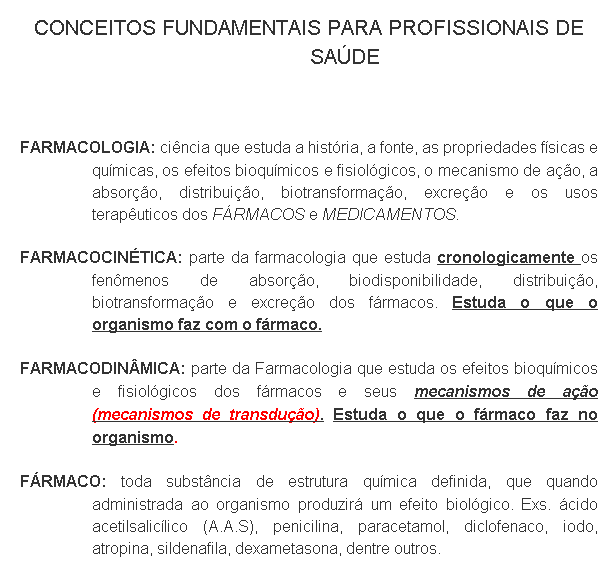 CONCEITOS FUNDAMENTAIS PARA PROFISSIONAIS DE
SAÚDE
FARMACOLOGIA: ciência que estuda a história, a fonte, as propriedades físicas e
químicas, os efeitos bioquímicos e fisiológicos, o mecanismo de ação, a
absorção, distribuição, biotransformação, excreção e os usos
terapêuticos dos FÁRMACOS e MEDICAMENTOS.
FARMACOCINÉTICA: parte da farmacologia que estuda cronologicamente os
fenômenos de absorção, biodisponibilidade, distribuição,
biotransformação e excreção dos fármacos. Estuda o que o
organismo faz com o fármaco.
FARMACODINÂMICA: parte da Farmacologia que estuda os efeitos bioquímicos
e fisiológicos dos fármacos e seus mecanismos de ação
(mecanismos de transdução). Estuda o que o fármaco faz no
organismo.
FÁRMACO: toda substância de estrutura química definida, que quando
administrada ao organismo produzirá um efeito biológico. Exs. ácido
acetilsalicílico (A.A.S), penicilina, paracetamol, diclofenaco, iodo,
atropina, sildenafila, dexametasona, dentre outros.